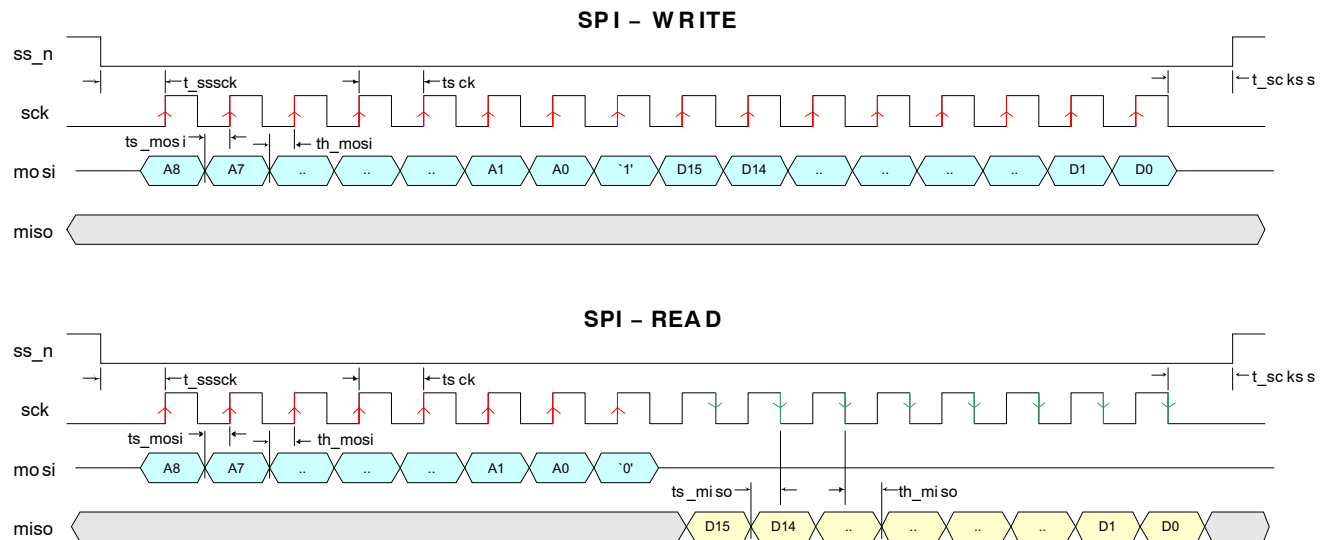 SPI – WRITE
ss_n
t_sssck tsck t_sckss
sck
ts_mosi th_mosi
mosi A8 A7 .. .. .. A1 A0 `1' D15 D14 .. .. .. .. D1 D0
miso
SPI – READ
ss_n
t_sssck tsck t_sckss
sck
ts_mosi th_mosi
mosi A8 A7 .. .. .. A1 A0 `0'
ts_miso th_miso
miso D15 D14 .. .. .. .. D1 D0